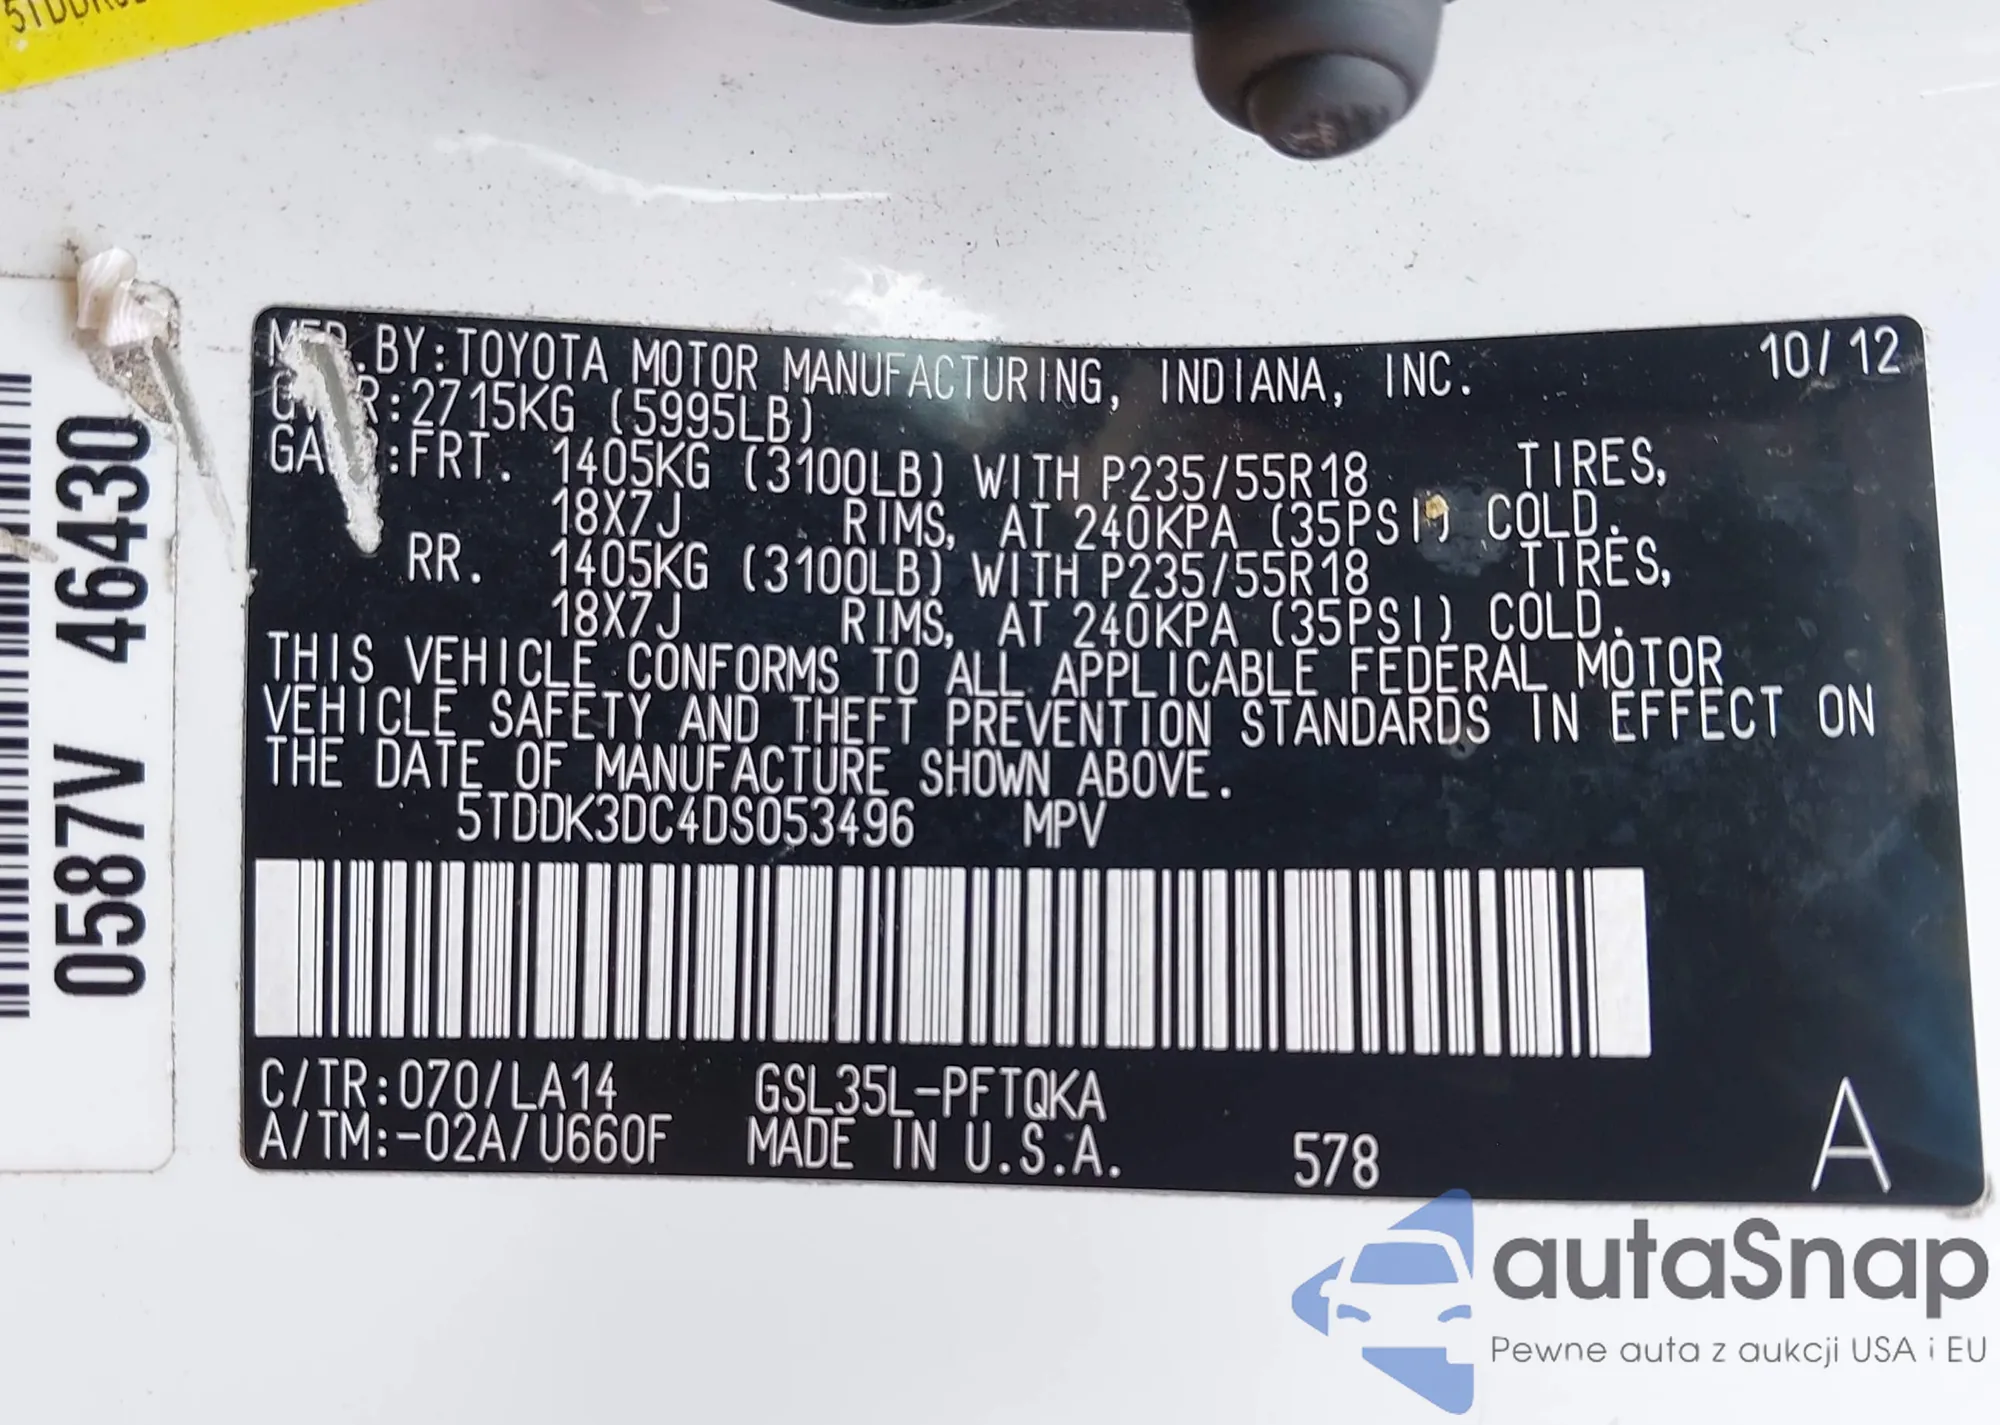 MFD.BY:TOYOTA MOTOR MANUFACTURING, INDIANA, INC. 10/12
GVWR:2715KG (5995LB)
:FRT. 1405KG (3100LB) WITH P235/55R18 TIRES,
18X7J RIMS, AT 240KPA (35PSI) COLD.
RR. 1405KG (3100LB) WITH P235/55R18 TIRES,
18X7J RIMS, AT 240KPA (35PSI) COLD.
THIS VEHICLE CONFORMS TO ALL APPLICABLE FEDERAL MOTOR
VEHICLE SAFETY AND THEFT PREVENTION STANDARDS IN EFFECT ON
THE DATE OF MANUFACTURE SHOWN ABOVE.
5TDDK3DC4DS053496 MPV
C/TR:070/LA14 GSL35L-PFTQKA
A/TM:-02A/U660F MADE IN U.S.A. 578 A
0587V 46430
autaSnap
Pewne auta z aukcji USA i EU